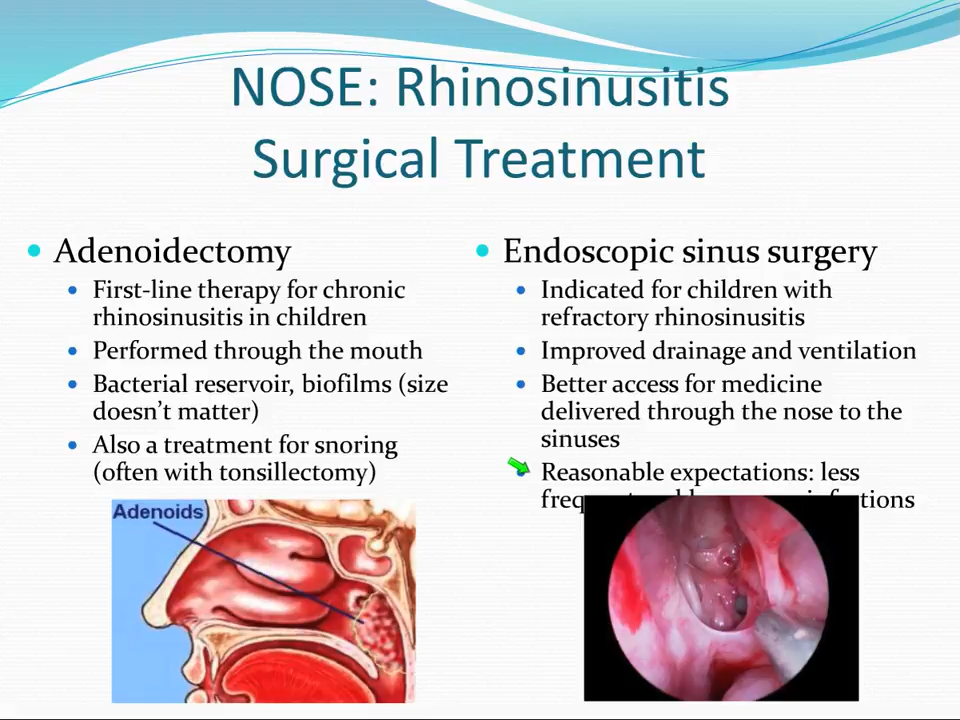 NOSE: Rhinosinusitis
Surgical Treatment
Adenoidectomy
First-line therapy for chronic
rhinosinusitis in children
Performed through the mouth
Bacterial reservoir, biofilms (size
doesn't matter)
Also a treatment for snoring
(often with tonsillectomy)
Adenoids
Endoscopic sinus surgery
Indicated for children with
refractory rhinosinusitis
Improved drainage and ventilation
Better access for medicine
delivered through the nose to the
sinuses
Reasonable expectations: less